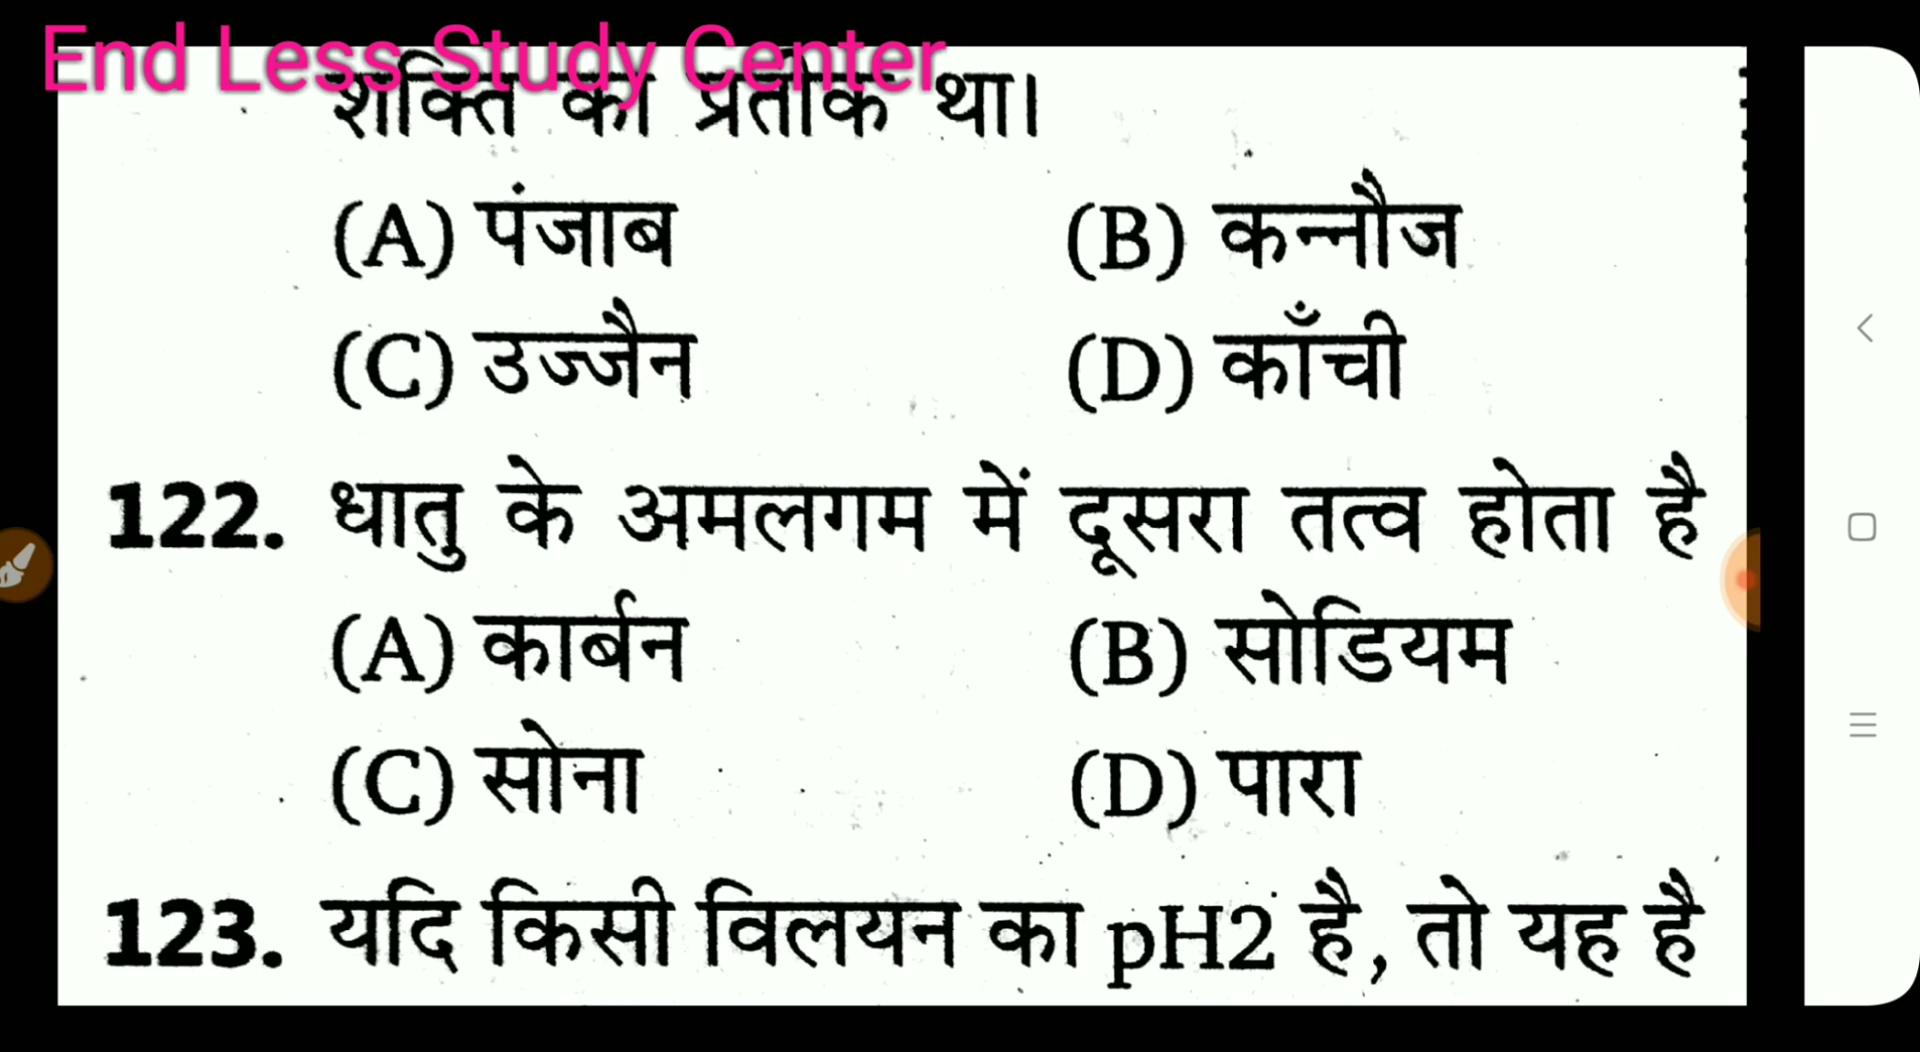 End Less Study Center
शक्ति का प्रतीक था।
(A) पंजाब (B) कन्नौज
(C) उज्जैन (D) काँची
122. धातु के अमलगम में दूसरा तत्व होता है
(A) कार्बन (B) सोडियम
(C) सोना (D) पारा
123. यदि किसी विलयन का pH2 है, तो यह है